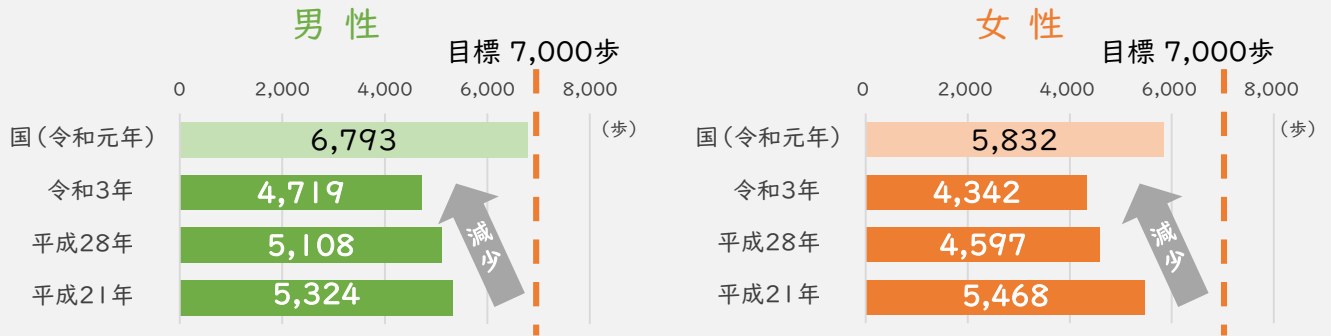 男 性
目標 7,000歩
0 2,000 4,000 6,000 8,000
(歩)
国(令和元年) 6,793
令和3年 4,719
平成28年 5,108
平成21年 5,324
減少
女 性
目標 7,000歩
0 2,000 4,000 6,000 8,000
(歩)
国(令和元年) 5,832
令和3年 4,342
平成28年 4,597
平成21年 5,468
減少